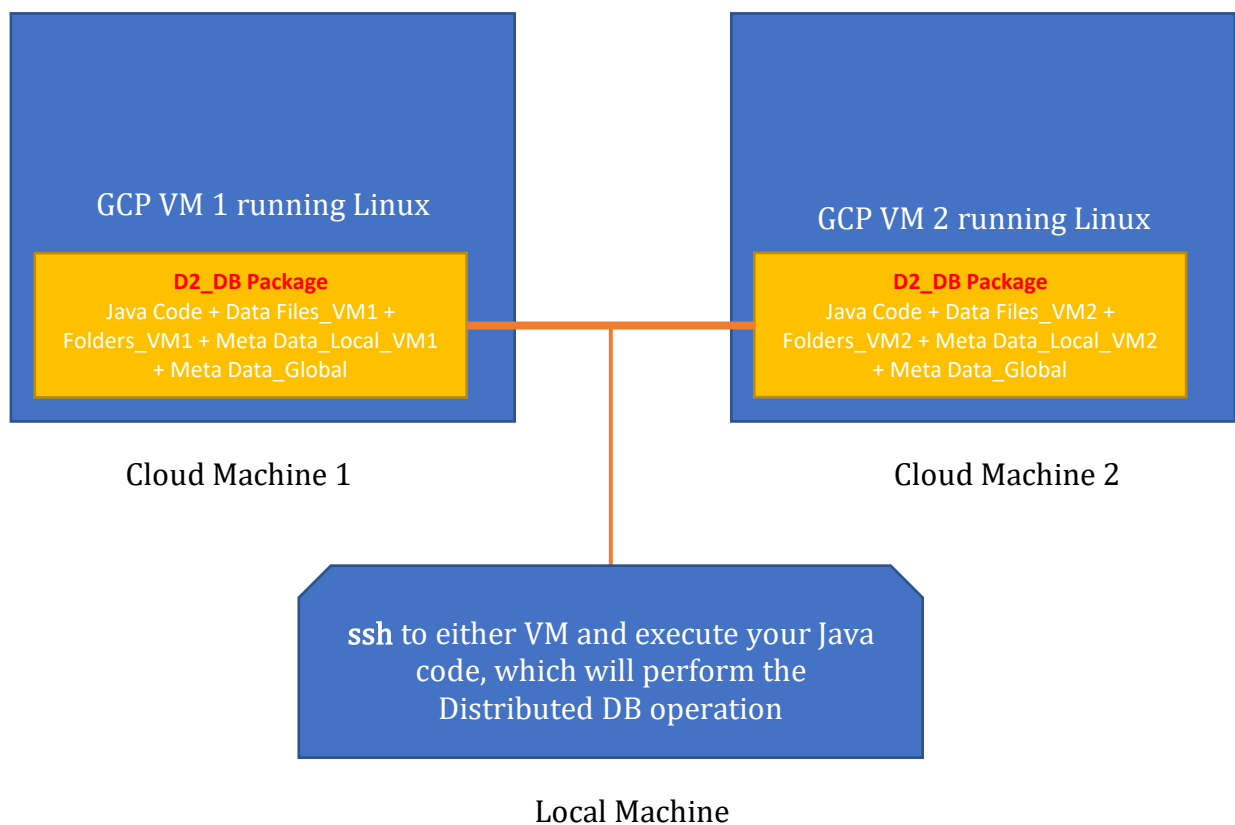 GCP VM 1 running Linux
D2_DB Package
Java Code + Data Files_VM1 +
Folders_VM1 + Meta Data_Local_VM1
+ Meta Data_Global
Cloud Machine 1
GCP VM 2 running Linux
D2_DB Package
Java Code + Data Files_VM2 +
Folders_VM2 + Meta Data_Local_VM2
+ Meta Data_Global
Cloud Machine 2
ssh to either VM and execute your Java
code, which will perform the
Distributed DB operation
Local Machine